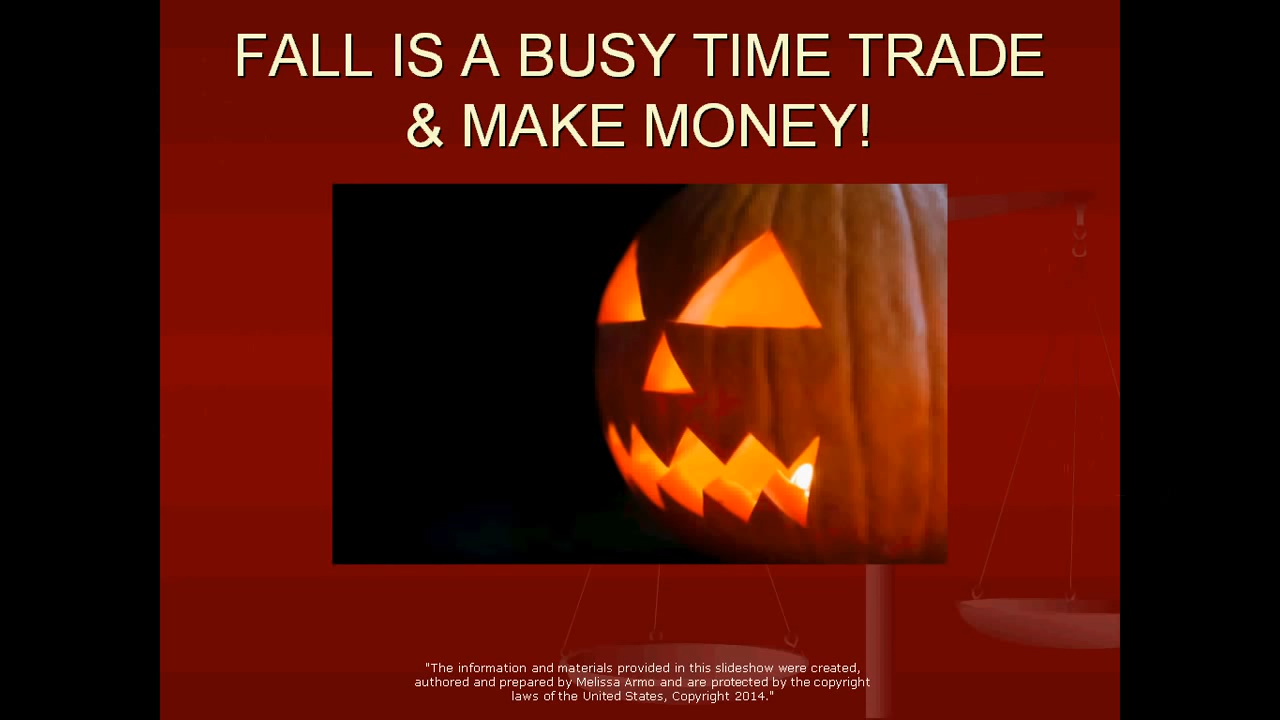 FALL IS A BUSY TIME TRADE
& MAKE MONEY!
"The information and materials provided in this slideshow were created,
authored and prepared by Melissa Armo and are protected by the copyright
laws of the United States, Copyright 2014."